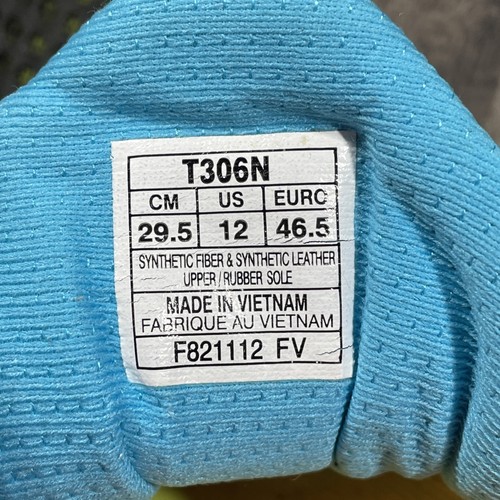 T306N
CM US EURO
29.5 12 46.5
SYNTHETIC FIBER & SYNTHETIC LEATHER
UPPER / RUBBER SOLE
MADE IN VIETNAM
FABRIQUE AU VIETNAM
F821112 FV